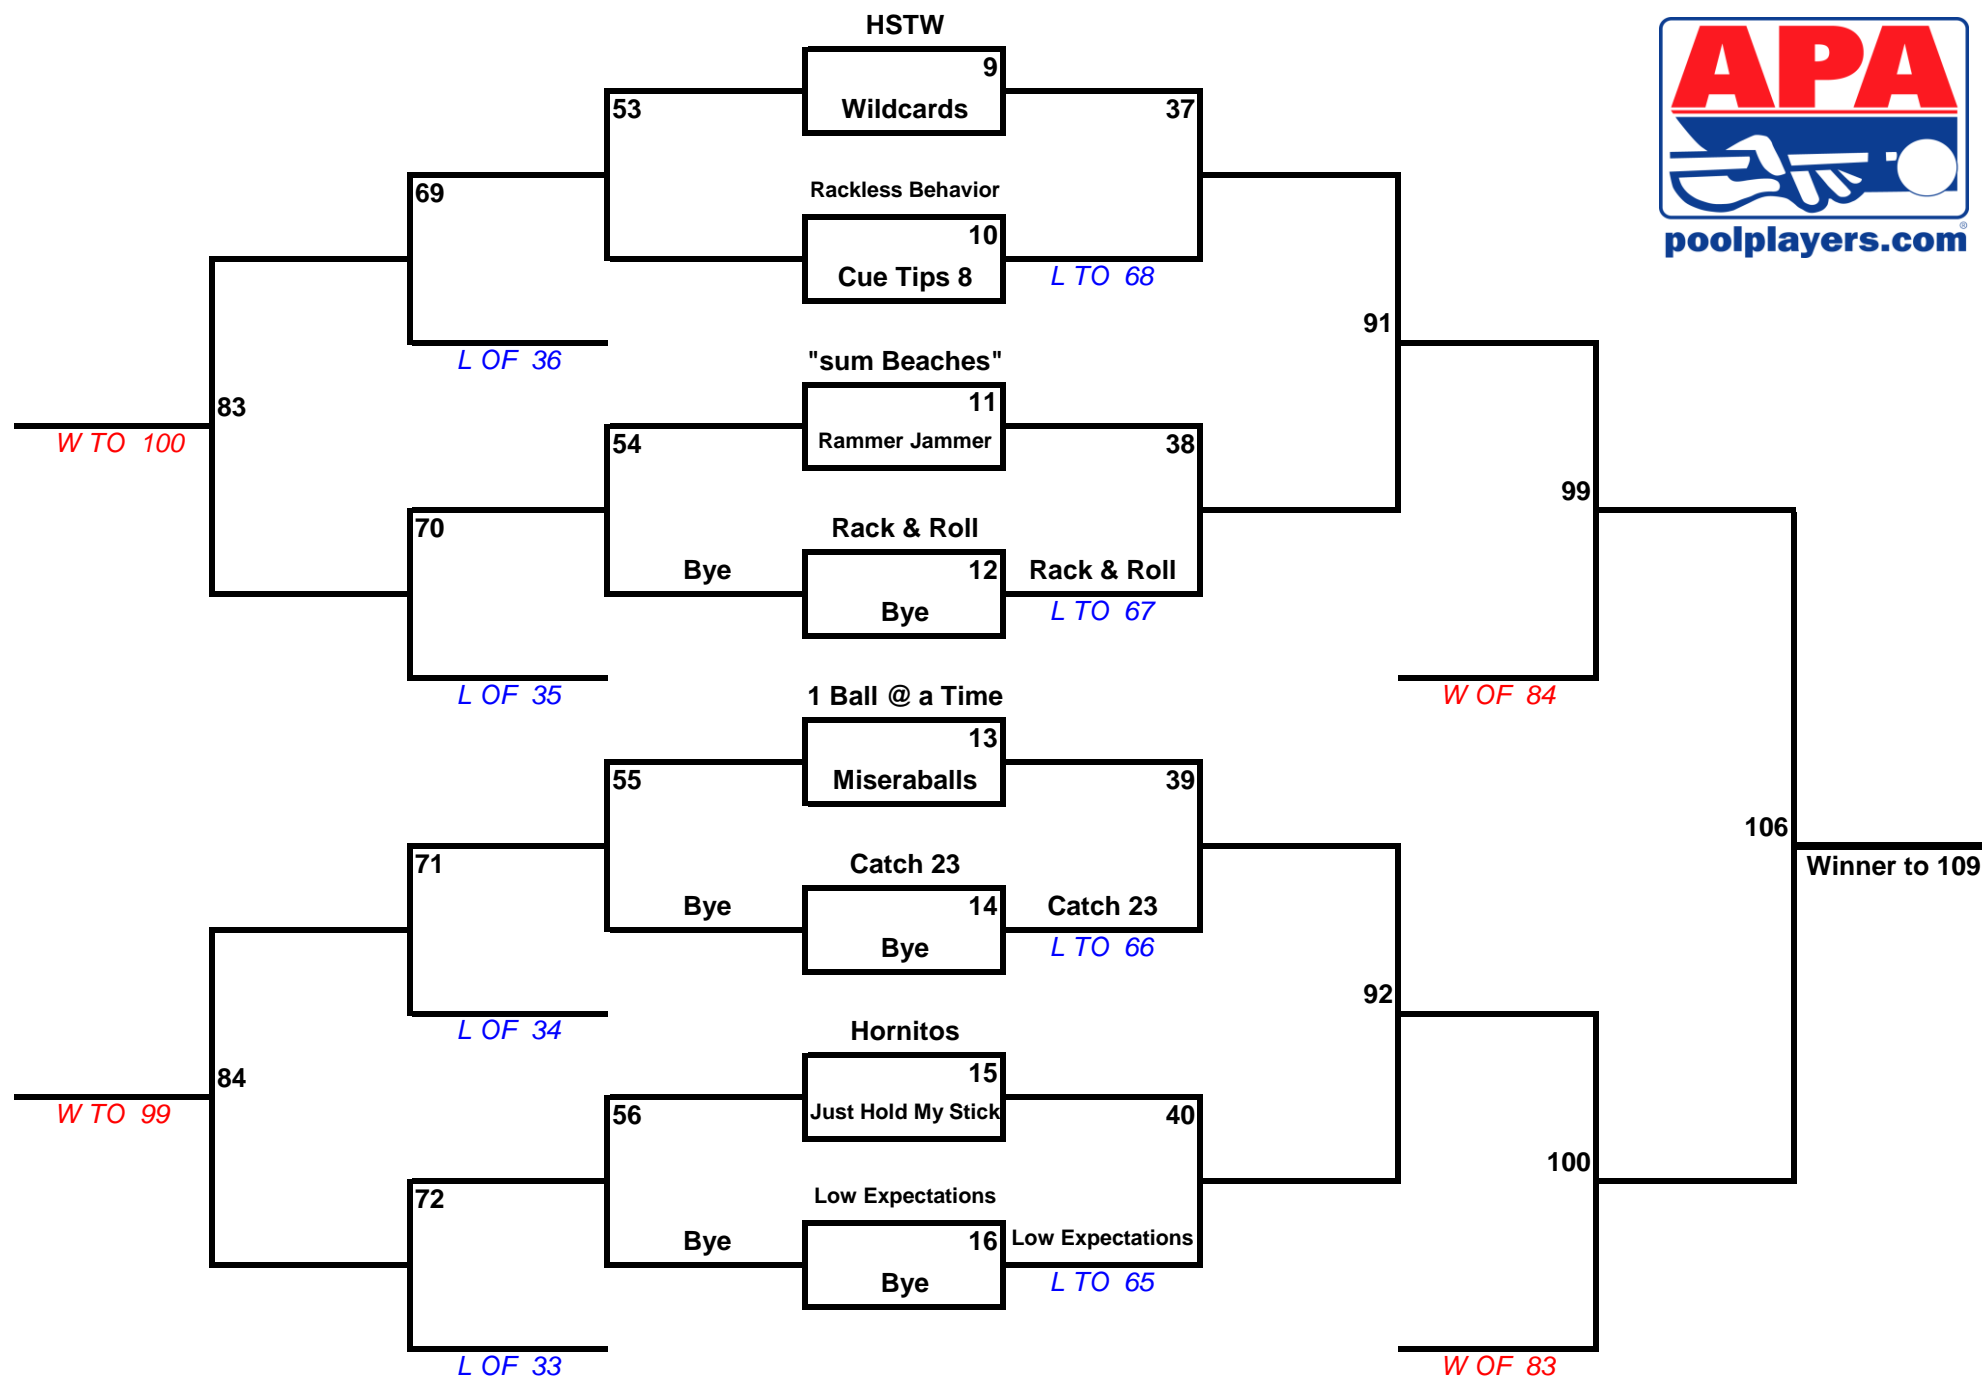 HSTW
9
53
Wildcards
37
APA
poolplayers.com
®
69
Rackless Behavior
10
Cue Tips 8
L TO 68
L OF 36
91
"sum Beaches"
83
11
W TO 100
54
Rammer Jammer
38
99
70
Rack & Roll
Bye
12
Rack & Roll
Bye
L TO 67
L OF 35
1 Ball @ a Time
W OF 84
13
55
Miseraballs
39
106
Winner to 109
71
Catch 23
Bye
14
Catch 23
Bye
L TO 66
92
L OF 34
Hornitos
84
15
W TO 99
56
Just Hold My Stick
40
100
72
Low Expectations
Bye
16
Low Expectations
Bye
L TO 65
L OF 33
W OF 83